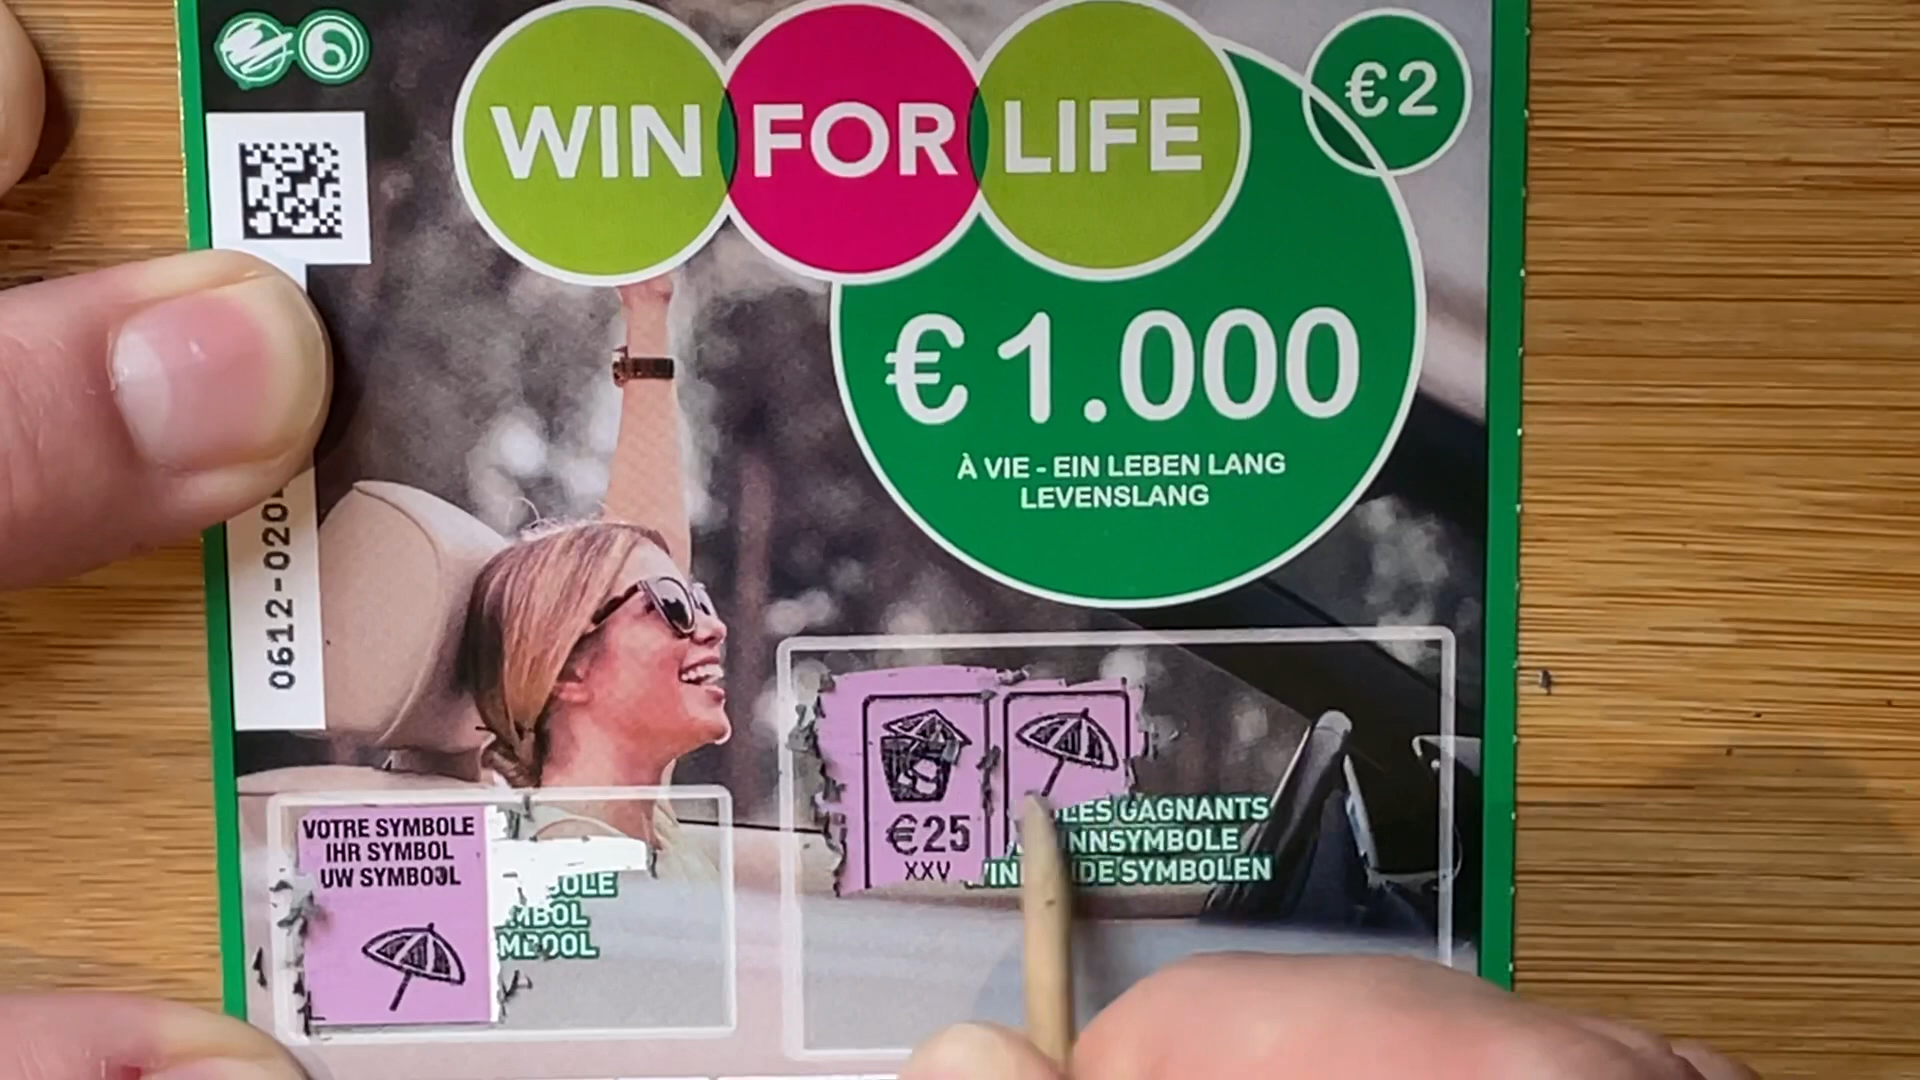 WIN FOR LIFE
€2
€ 1.000
À VIE - EIN LEBEN LANG
LEVENSLANG
0612-020
€25
XXV
GAGNANTS
SYMBOLEN
VOTRE SYMBOLE
IHR SYMBOL
UW SYMBOOL